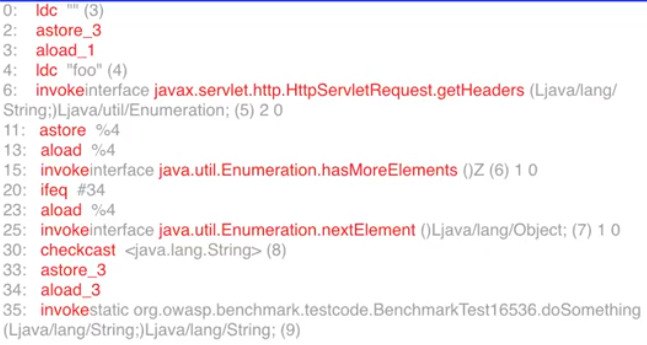 0: ldc "" (3)
2: astore_3
3: aload_1
4: ldc "foo" (4)
6: invokeinterface javax.servlet.http.HttpServletRequest.getHeaders (Ljava/lang/
String;)Ljava/util/Enumeration; (5) 2 0
11: astore %4
13: aload %4
15: invokeinterface java.util.Enumeration.hasMoreElements ()Z (6) 1 0
20: ifeq #34
23: aload %4
25: invokeinterface java.util.Enumeration.nextElement ()Ljava/lang/Object; (7) 1 0
30: checkcast <java.lang.String> (8)
33: astore_3
34: aload_3
35: invokestatic org.owasp.benchmark.testcode.BenchmarkTest16536.doSomething
(Ljava/lang/String;)Ljava/lang/String; (9)